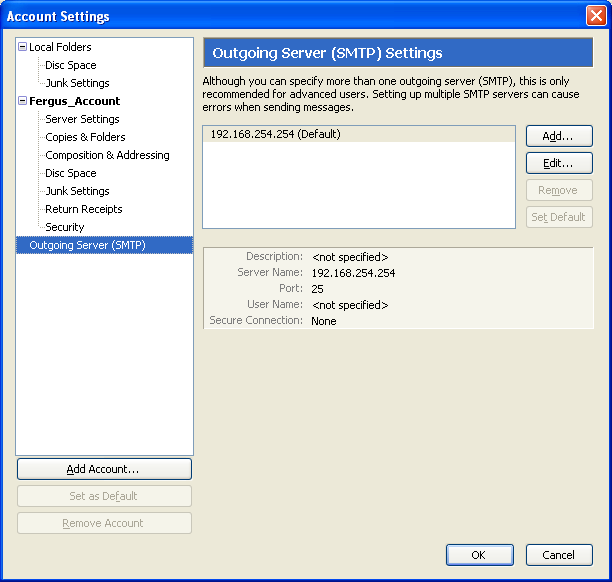 Account Settings
Local Folders
Disc Space
Junk Settings
Fergus_Account
Server Settings
Copies & Folders
Composition & Addressing
Disc Space
Junk Settings
Return Receipts
Security
Outgoing Server (SMTP)
Add Account...
Set as Default
Remove Account
Outgoing Server (SMTP) Settings
Although you can specify more than one outgoing server (SMTP), this is only
recommended for advanced users. Setting up multiple SMTP servers can cause
errors when sending messages.
192.168.254.254 (Default)
Add...
Edit...
Remove
Set Default
Description: <not specified>
Server Name: 192.168.254.254
Port: 25
User Name: <not specified>
Secure Connection: None
OK
Cancel